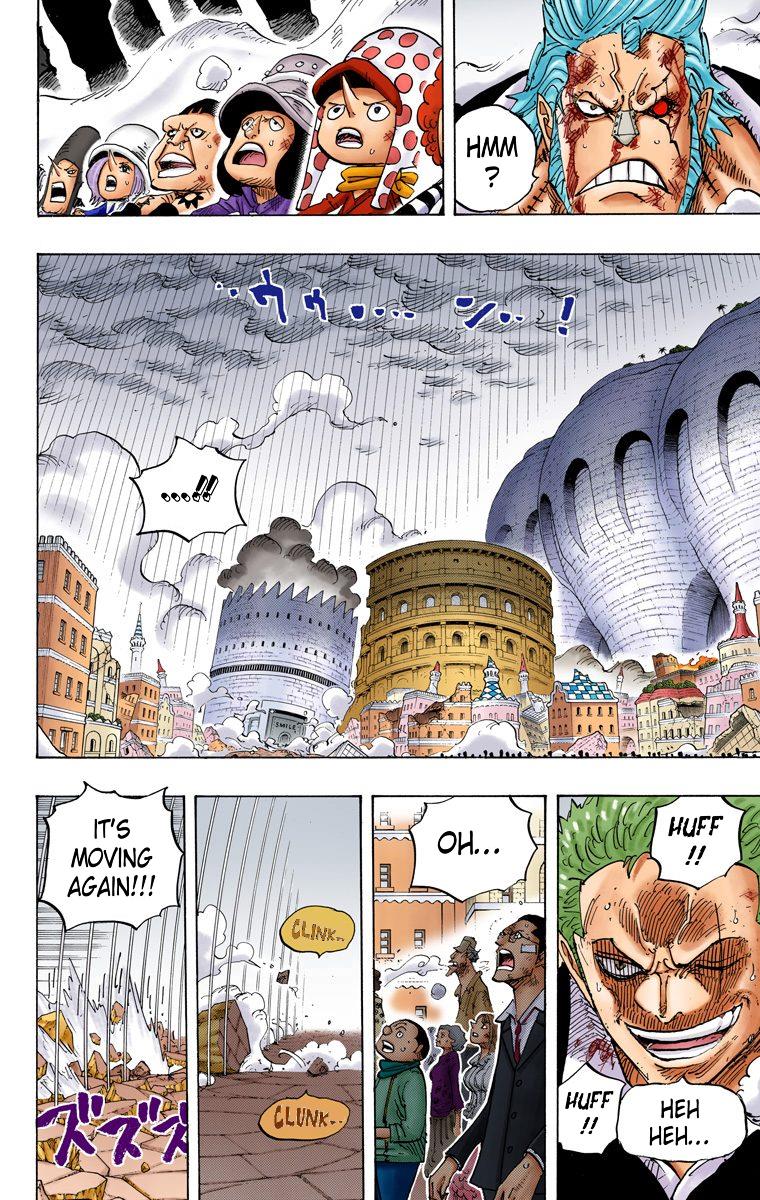 HMM
?
・・ウゥ・・・・ン・・!
....!!
SMILE
HUFF
!!
HUFF
!!
HEH
HEH...
OH...
CLINK..
CLUNK..
IT'S
MOVING
AGAIN!!!
ズズズ